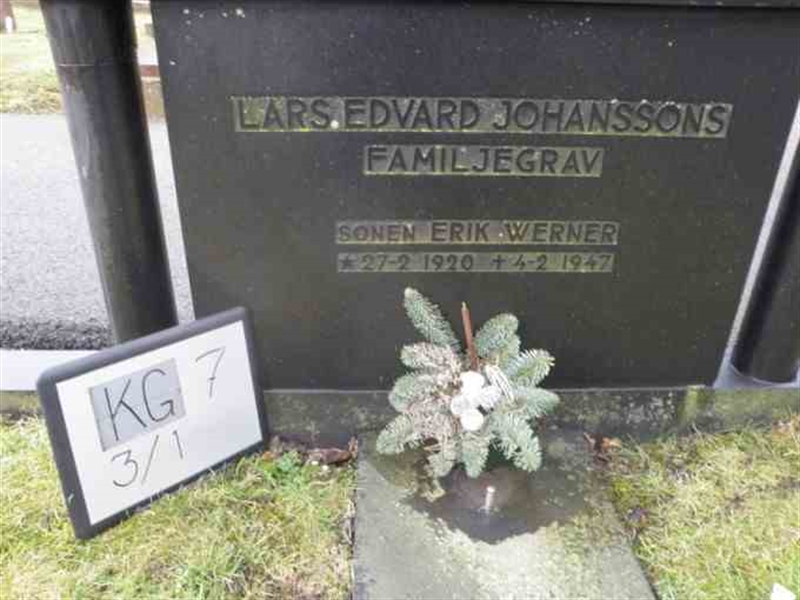 LARS EDVARD JOHANSSONS
FAMILJEGRAV
SONEN ERIK WERNER
★27-2 1920 +4-2 1947
KG 7
3/1